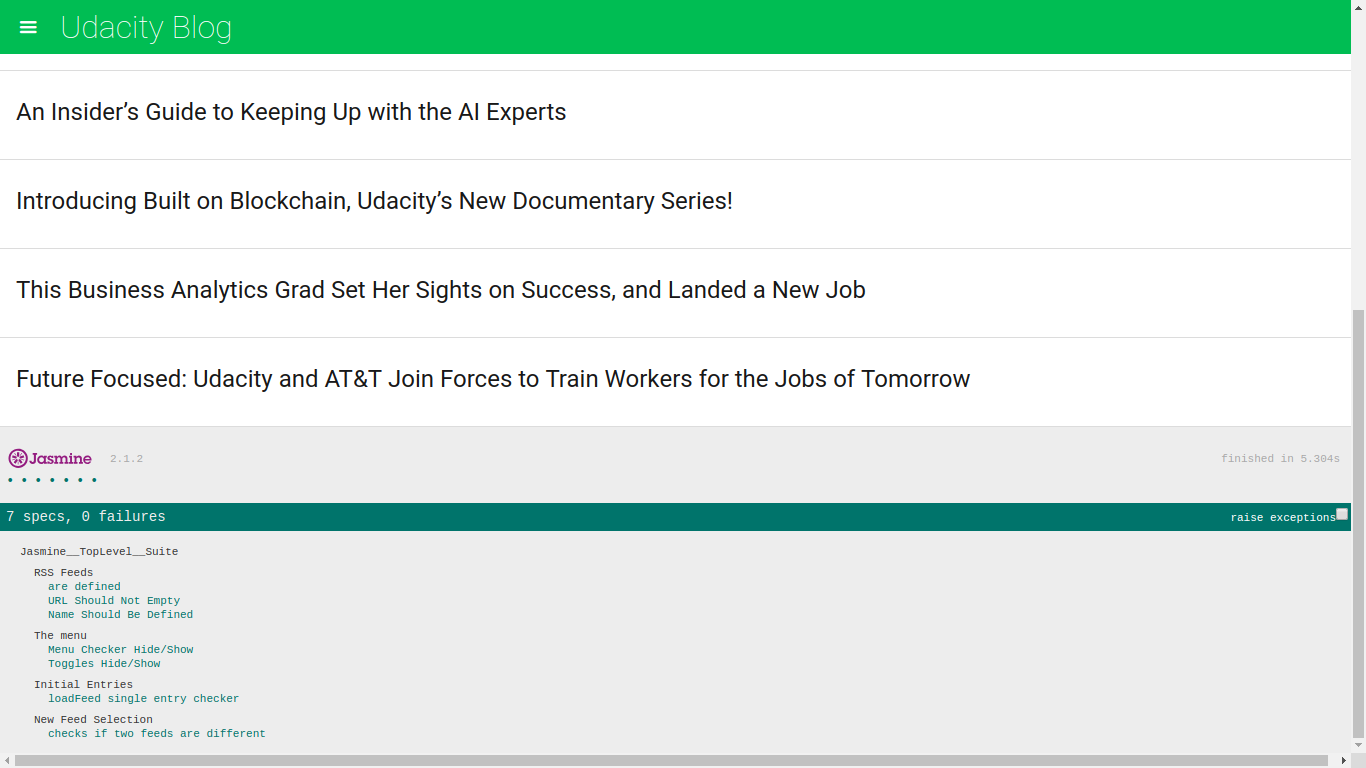 Udacity Blog
An Insider’s Guide to Keeping Up with the AI Experts
Introducing Built on Blockchain, Udacity’s New Documentary Series!
This Business Analytics Grad Set Her Sights on Success, and Landed a New Job
Future Focused: Udacity and AT&T Join Forces to Train Workers for the Jobs of Tomorrow
Jasmine 2.1.2 finished in 5.304s
• • • • • • •
7 specs, 0 failures raise exceptions
Jasmine__TopLevel__Suite
RSS Feeds
are defined
URL Should Not Empty
Name Should Be Defined
The menu
Menu Checker Hide/Show
Toggles Hide/Show
Initial Entries
loadFeed single entry checker
New Feed Selection
checks if two feeds are different